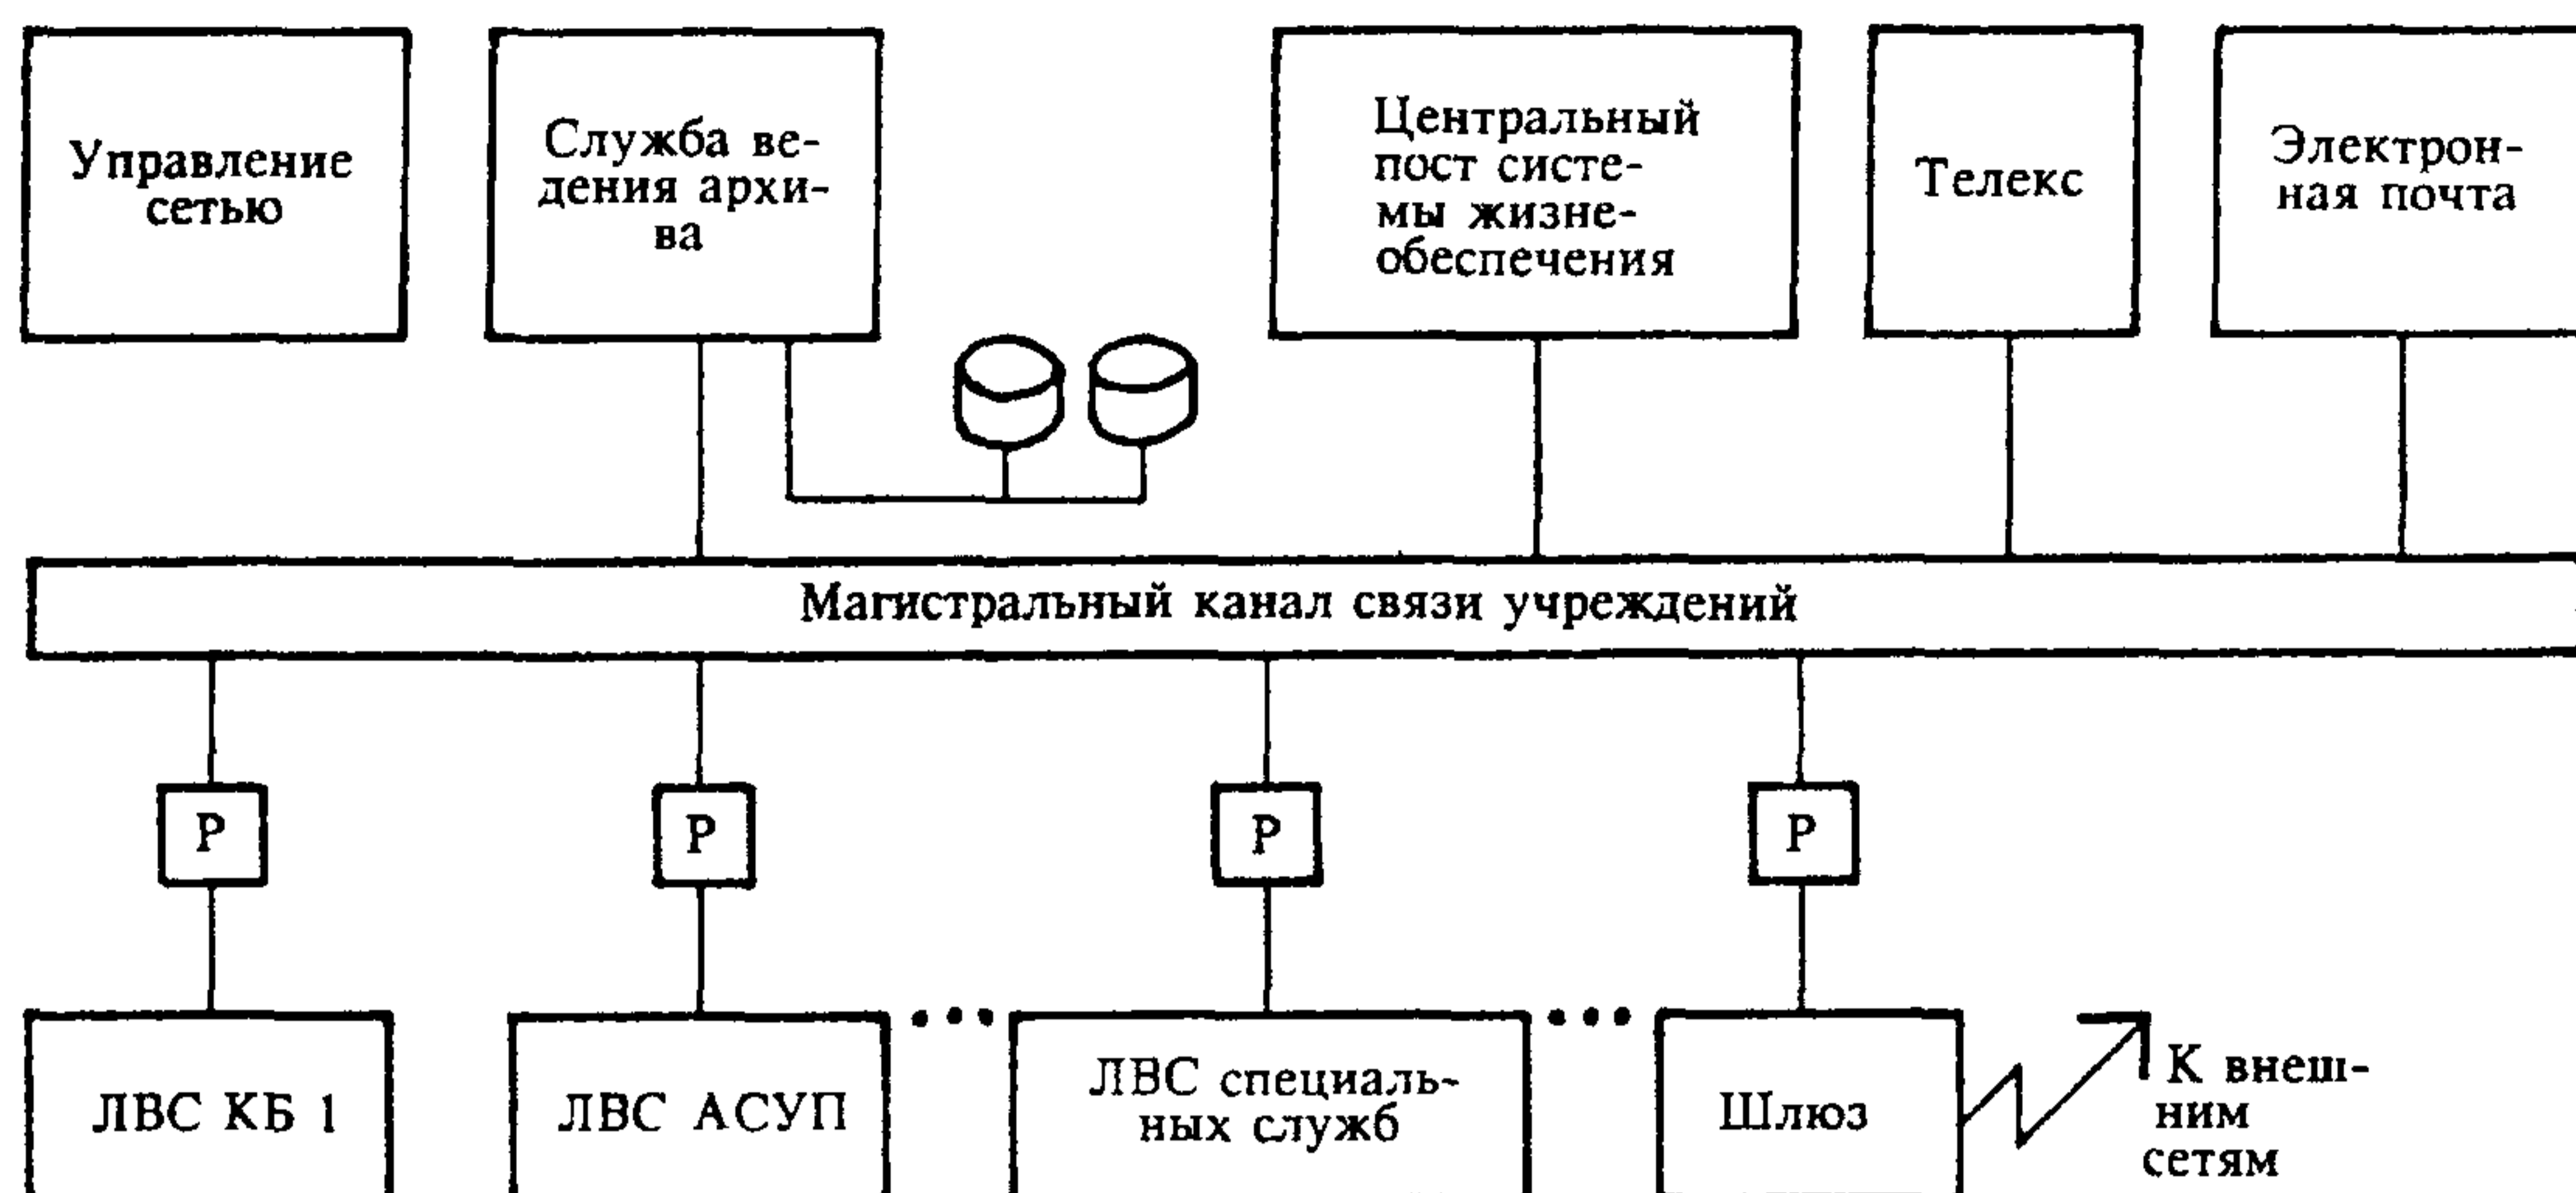 Управление
сетью
Служба ве-
дения архи-
ва
Центральный
пост систе-
мы жизне-
обеспечения
Телекс
Электрон-
ная почта
Магистральный канал связи учреждений
Р
Р
Р
Р
ЛВС КБ 1
ЛВС АСУП
ЛВС специаль-
ных служб
Шлюз
К внеш-
ним
сетям